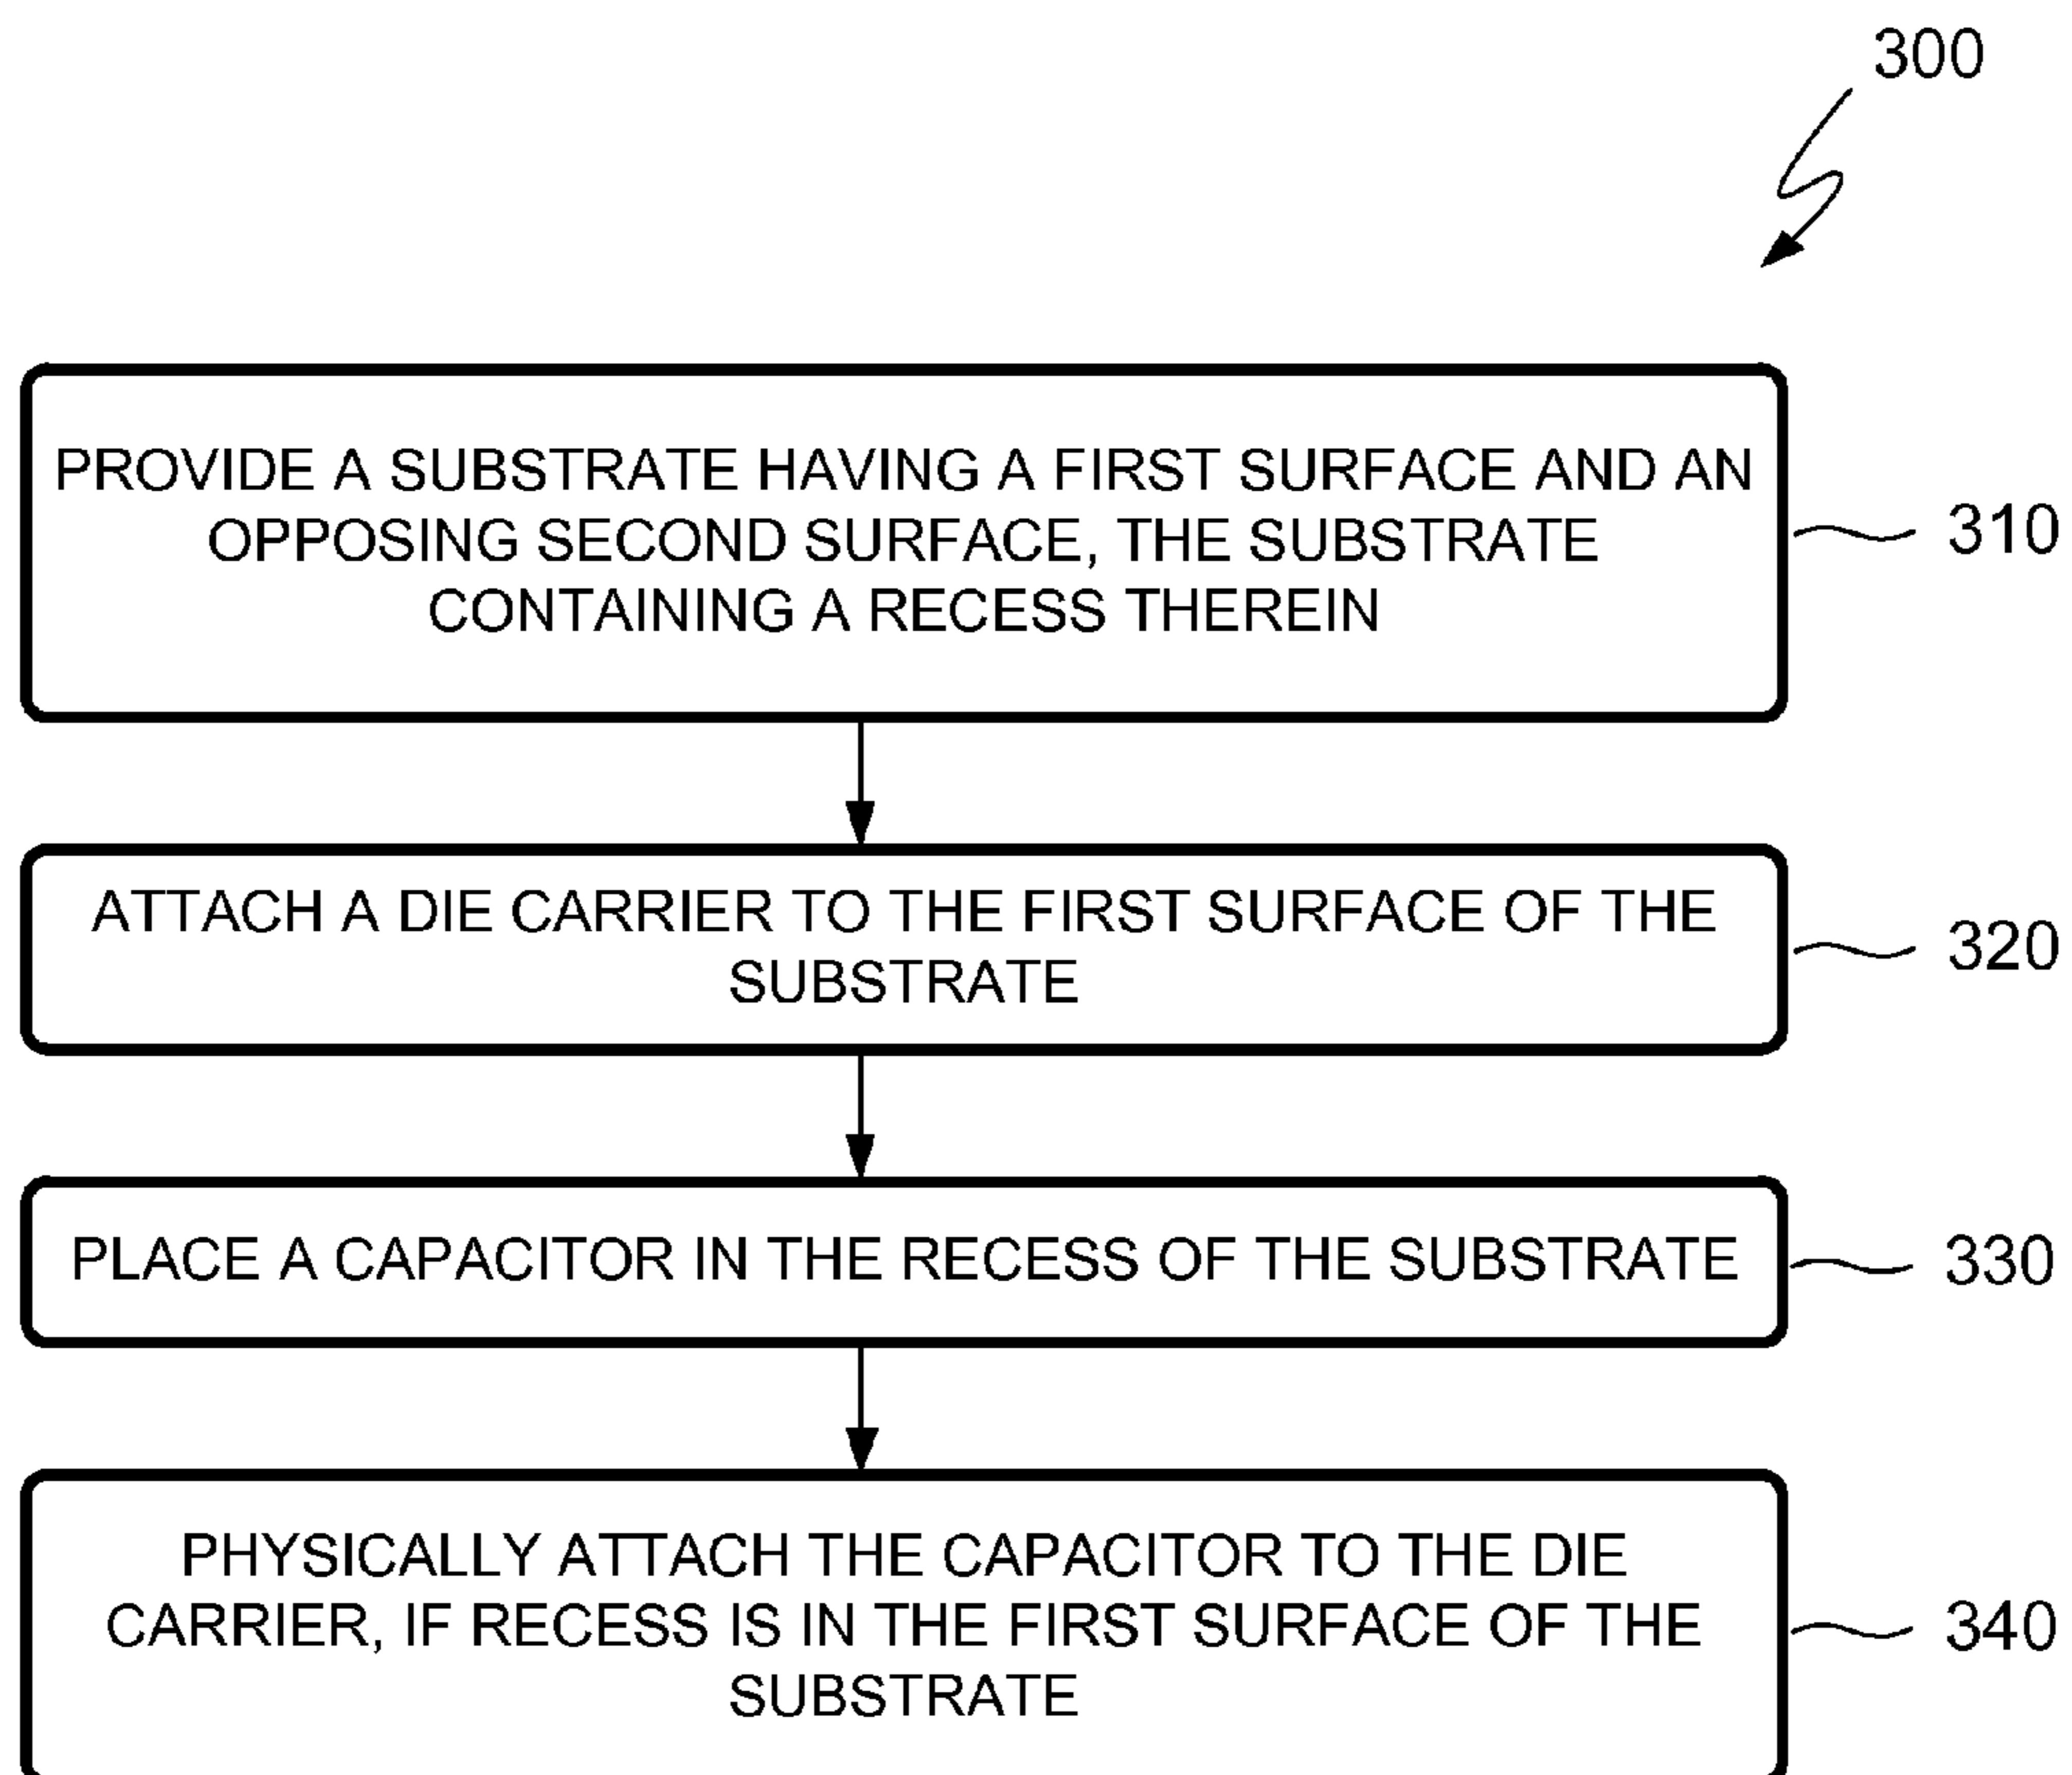 300
PROVIDE A SUBSTRATE HAVING A FIRST SURFACE AND AN
OPPOSING SECOND SURFACE, THE SUBSTRATE
CONTAINING A RECESS THEREIN
310
ATTACH A DIE CARRIER TO THE FIRST SURFACE OF THE
SUBSTRATE
320
PLACE A CAPACITOR IN THE RECESS OF THE SUBSTRATE
330
PHYSICALLY ATTACH THE CAPACITOR TO THE DIE
CARRIER, IF RECESS IS IN THE FIRST SURFACE OF THE
SUBSTRATE
340